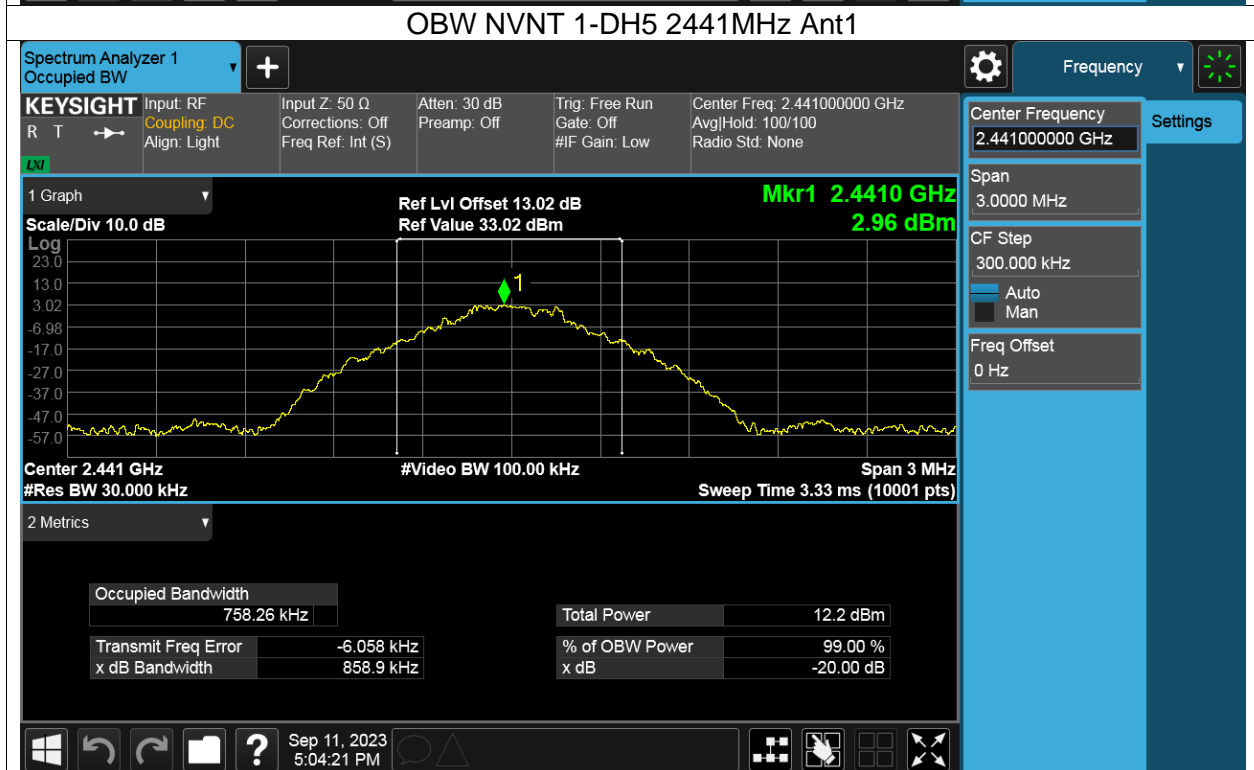 OBW NVNT 1-DH5 2441MHz Ant1
Spectrum Analyzer 1
Occupied BW
Frequency
KEYSIGHT
R T
LXI
Input: RF
Coupling: DC
Align: Light
Input Z: 50 Ω
Corrections: Off
Freq Ref: Int (S)
Atten: 30 dB
Preamp: Off
Trig: Free Run
Gate: Off
#IF Gain: Low
Center Freq: 2.441000000 GHz
Avg|Hold: 100/100
Radio Std: None
Center Frequency
2.441000000 GHz
Settings
Span
3.0000 MHz
CF Step
300.000 kHz
Auto
Man
Freq Offset
0 Hz
1 Graph
Scale/Div 10.0 dB
Ref Lvl Offset 13.02 dB
Ref Value 33.02 dBm
Mkr1 2.4410 GHz
2.96 dBm
Log
23.0
13.0
3.02
-6.98
-17.0
-27.0
-37.0
-47.0
-57.0
1
Center 2.441 GHz
#Video BW 100.00 kHz
Span 3 MHz
#Res BW 30.000 kHz
Sweep Time 3.33 ms (10001 pts)
2 Metrics
Occupied Bandwidth
758.26 kHz
Total Power 12.2 dBm
Transmit Freq Error -6.058 kHz
% of OBW Power 99.00 %
x dB Bandwidth 858.9 kHz
x dB -20.00 dB
?
Sep 11, 2023
5:04:21 PM